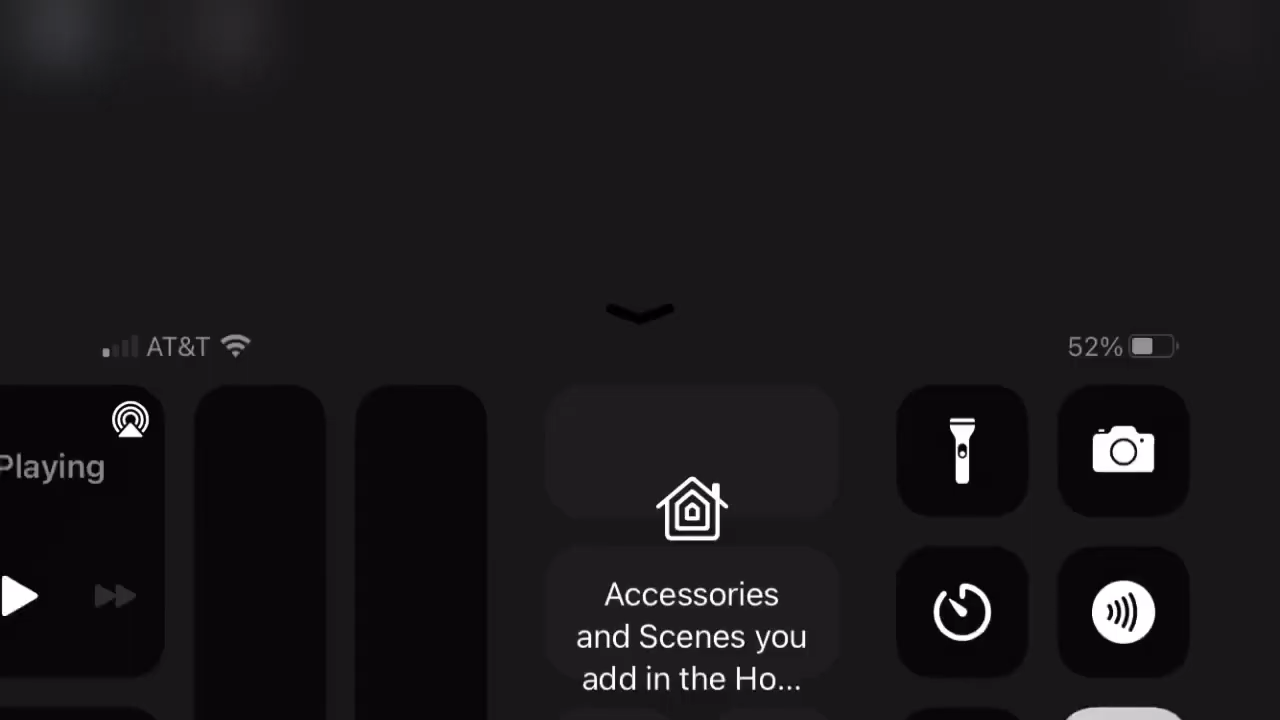 AT&T
52%
Playing
Accessories
and Scenes you
add in the Ho...